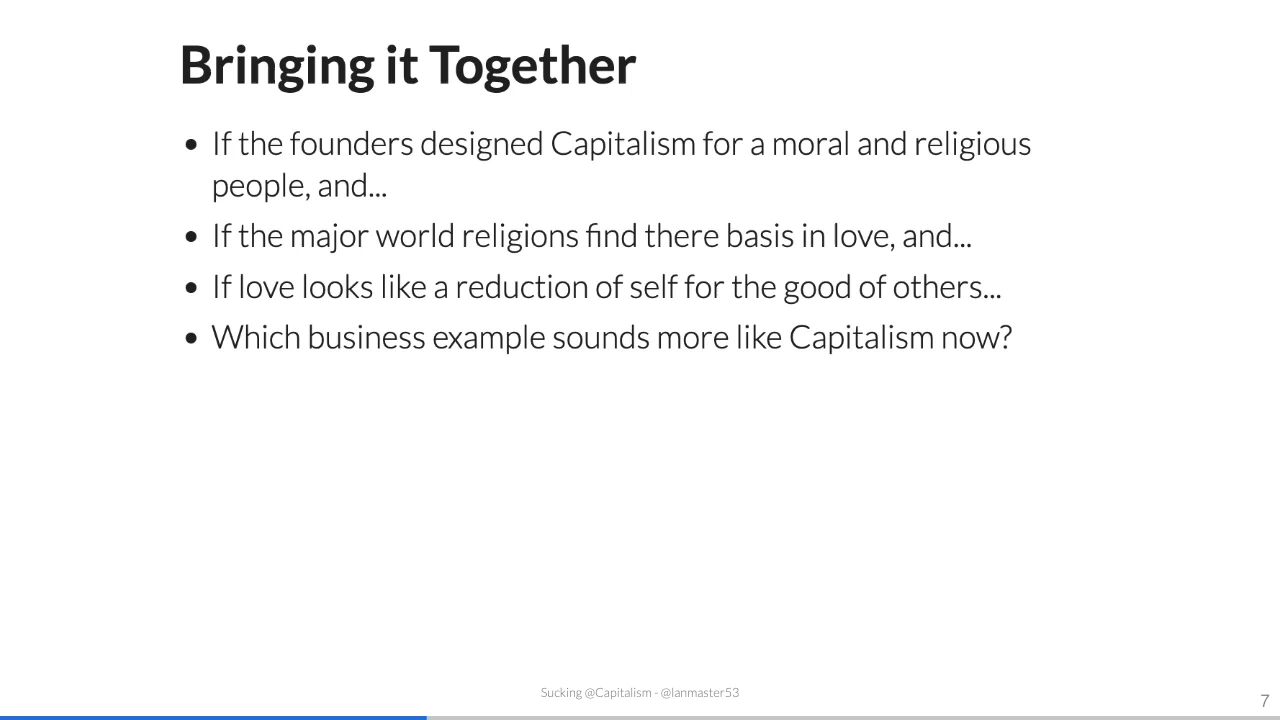 Bringing it Together
• If the founders designed Capitalism for a moral and religious
people, and...
• If the major world religions find there basis in love, and...
• If love looks like a reduction of self for the good of others...
• Which business example sounds more like Capitalism now?
Sucking @Capitalism - @lanmaster53
7